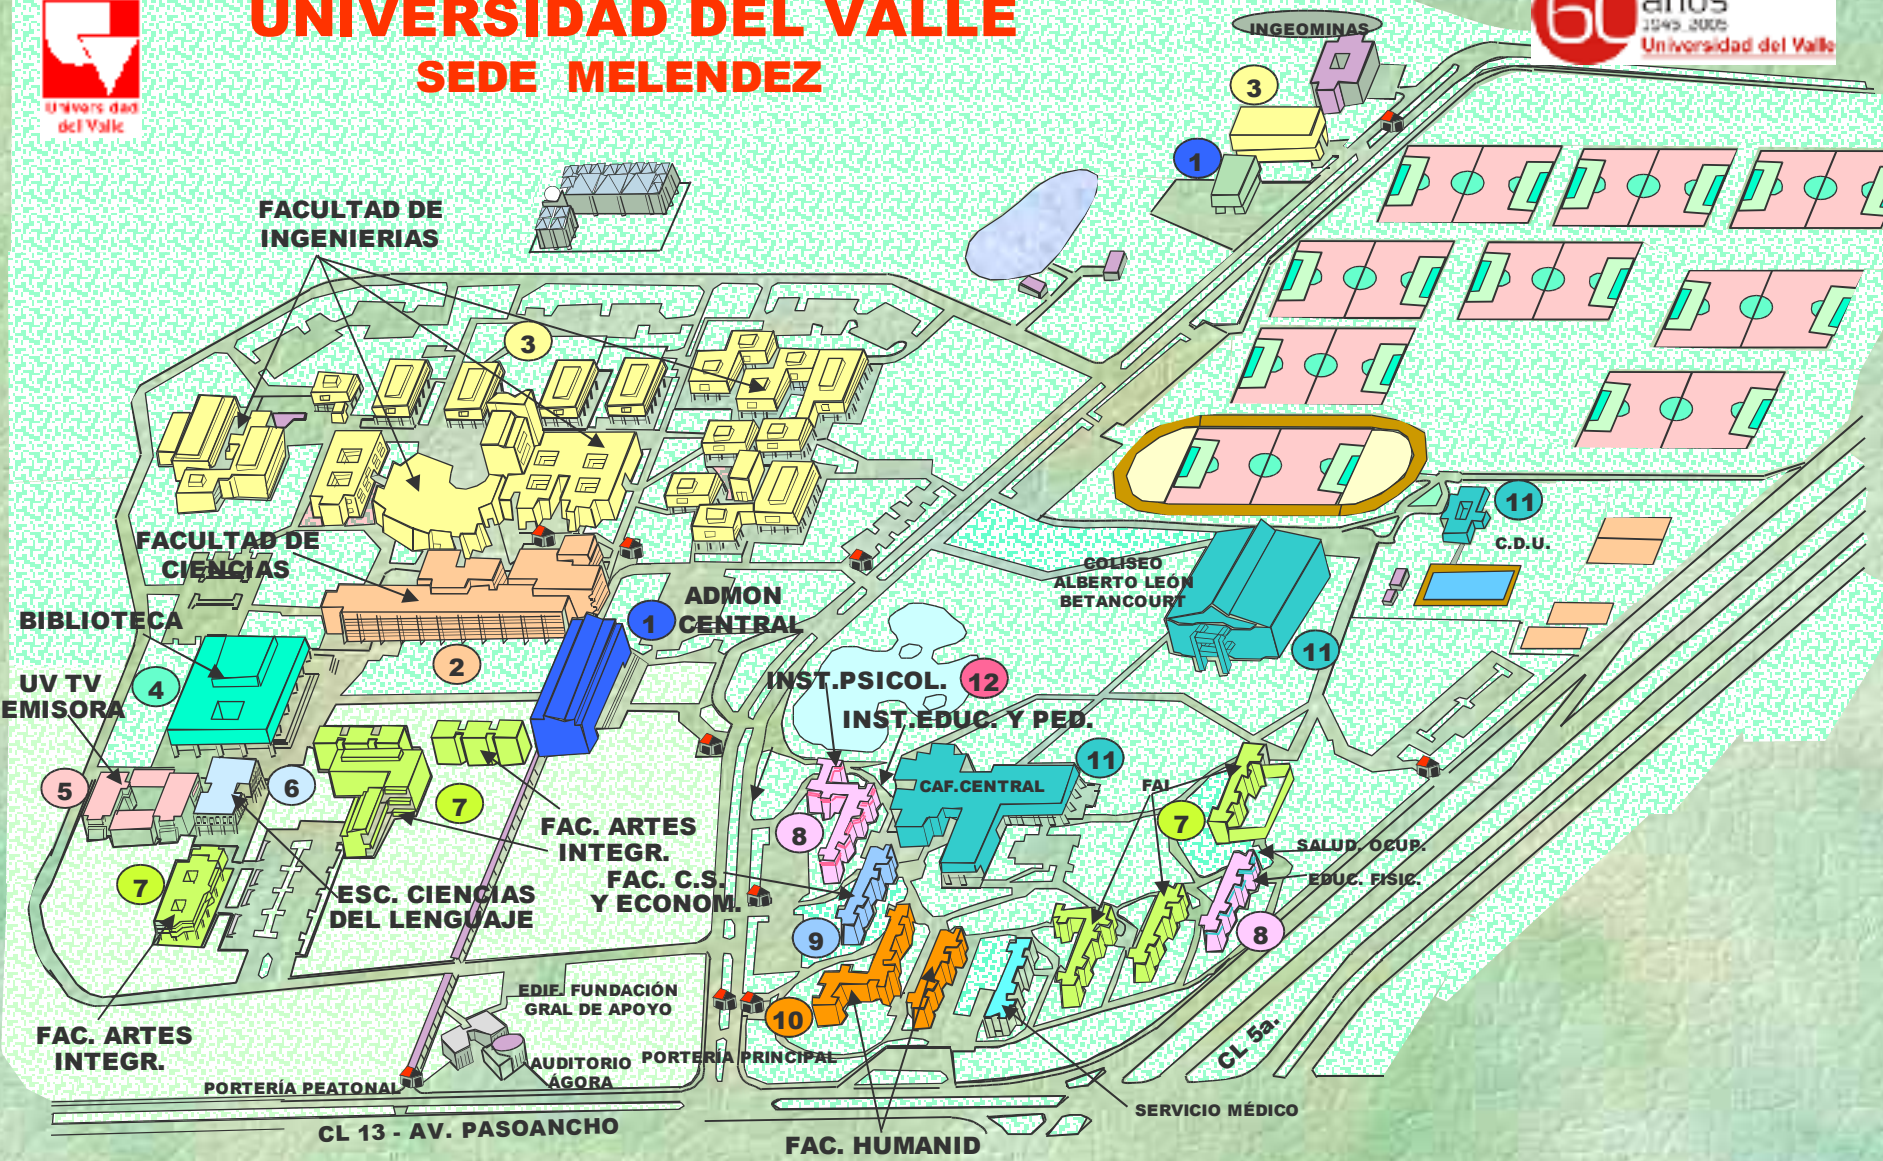 UNIVERSIDAD DEL VALLE
SEDE MELENDEZ
Universidad
del Valle
60
años
1945 2005
Universidad del Valle
INGEOMINAS
3
1
FACULTAD DE
INGENIERIAS
3
FACULTAD DE
CIENCIAS
11
C.D.U.
COLISEO
ALBERTO LEÓN
BETANCOURT
11
BIBLIOTECA
ADMON
CENTRAL
1
2
4
UV TV
EMISORA
INST.PSICOL.
12
INST.EDUC. Y PED.
5
6
7
11
CAF.CENTRAL
FAI
7
FAC. ARTES
INTEGR.
8
SALUD. OCUP.
EDUC. FISIC.
FAC. C.S.
Y ECONOM.
7
ESC. CIENCIAS
DEL LENGUAJE
9
8
EDIF. FUNDACIÓN
GRAL DE APOYO
10
FAC. ARTES
INTEGR.
AUDITORIO
ÁGORA
PORTERÍA PRINCIPAL
CL 5a.
PORTERÍA PEATONAL
SERVICIO MÉDICO
CL 13 - AV. PASOANCHO
FAC. HUMANID